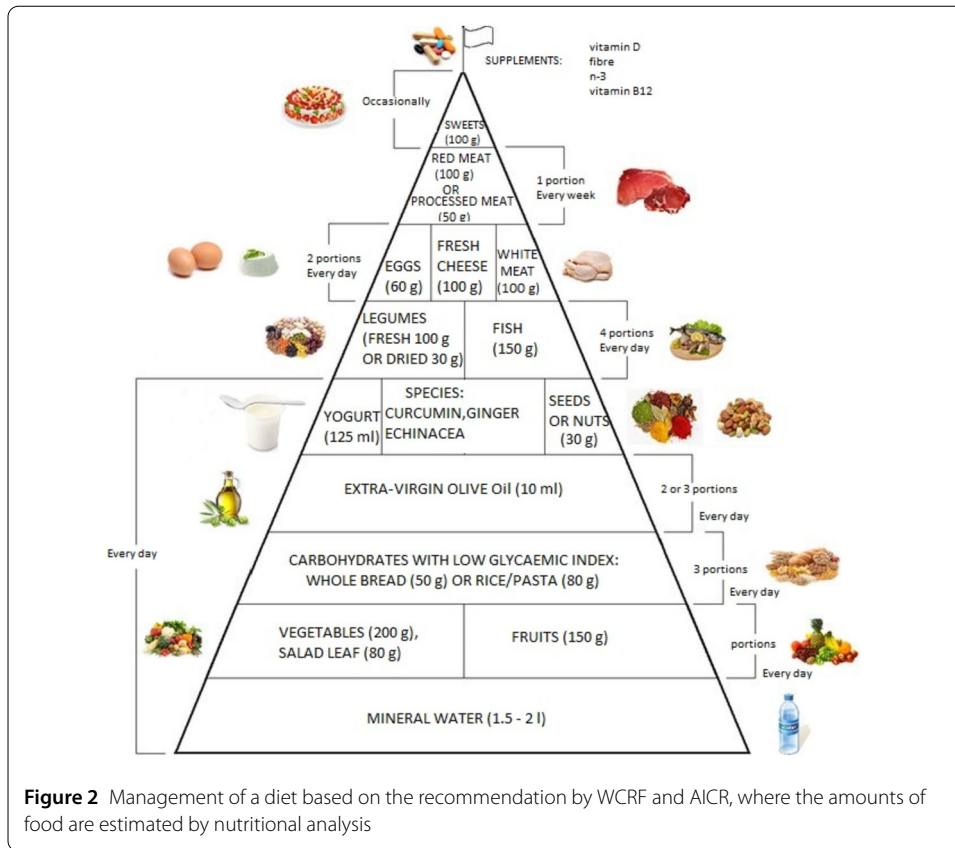 SUPPLEMENTS:
vitamin D
fibre
n-3
vitamin B12
Occasionally
SWEETS
(100 g)
RED MEAT
(100 g)
OR
PROCESSED MEAT
(50 g)
1 portion
Every week
2 portions
Every day
EGGS
(60 g)
FRESH
CHEESE
(100 g)
WHITE
MEAT
(100 g)
LEGUMES
(FRESH 100 g
OR DRIED 30 g)
FISH
(150 g)
4 portions
Every day
YOGURT
(125 ml)
SPECIES:
CURCUMIN,GINGER
ECHINACEA
SEEDS
OR NUTS
(30 g)
EXTRA-VIRGIN OLIVE Oil (10 ml)
2 or 3 portions
Every day
Every day
CARBOHYDRATES WITH LOW GLYCAEMIC INDEX:
WHOLE BREAD (50 g) OR RICE/PASTA (80 g)
3 portions
Every day
VEGETABLES (200 g),
SALAD LEAF (80 g)
FRUITS (150 g)
portions
Every day
MINERAL WATER (1.5 - 2 l)
Figure 2 Management of a diet based on the recommendation by WCRF and AICR, where the amounts of
food are estimated by nutritional analysis